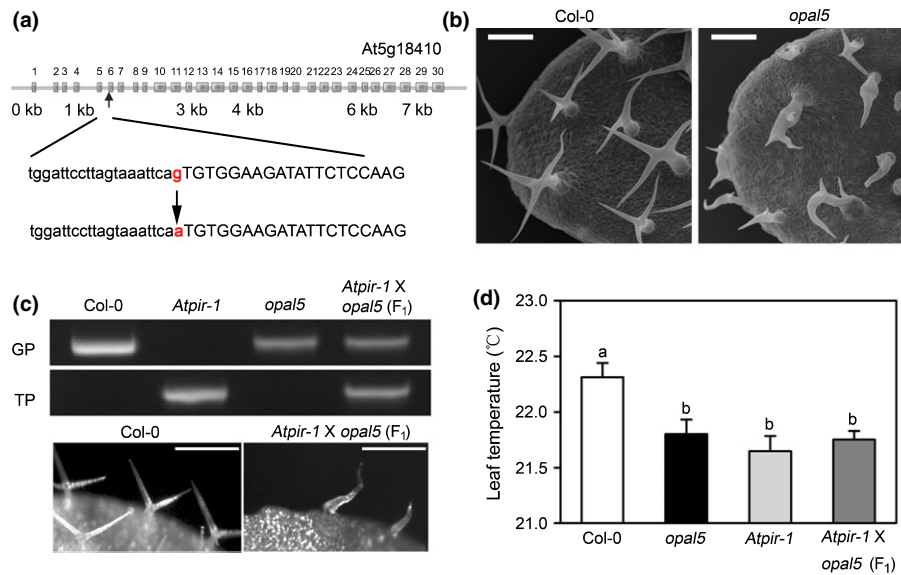 (a)
At5g18410
1 2 3 4 5 6 7 8 9 10 11 12 13 14 15 16 17 18 19 20 21 22 23 24 25 26 27 28 29 30
0 kb 1 kb 3 kb 4 kb 6 kb 7 kb
tggattccttagtaaattcagTGTGGAAGATATTCTCCAAG
tggattccttagtaaattcaaTGTGGAAGATATTCTCCAAG
(b)
Col-0 opal5
(c)
Col-0 Atpir-1 opal5 Atpir-1 X
opal5 (F1)
GP
TP
Col-0 Atpir-1 X opal5 (F1)
(d)
Leaf temperature (℃)
23.0
22.5
22.0
21.5
21.0
a
b
b
b
Col-0 opal5 Atpir-1 Atpir-1 X
opal5 (F1)